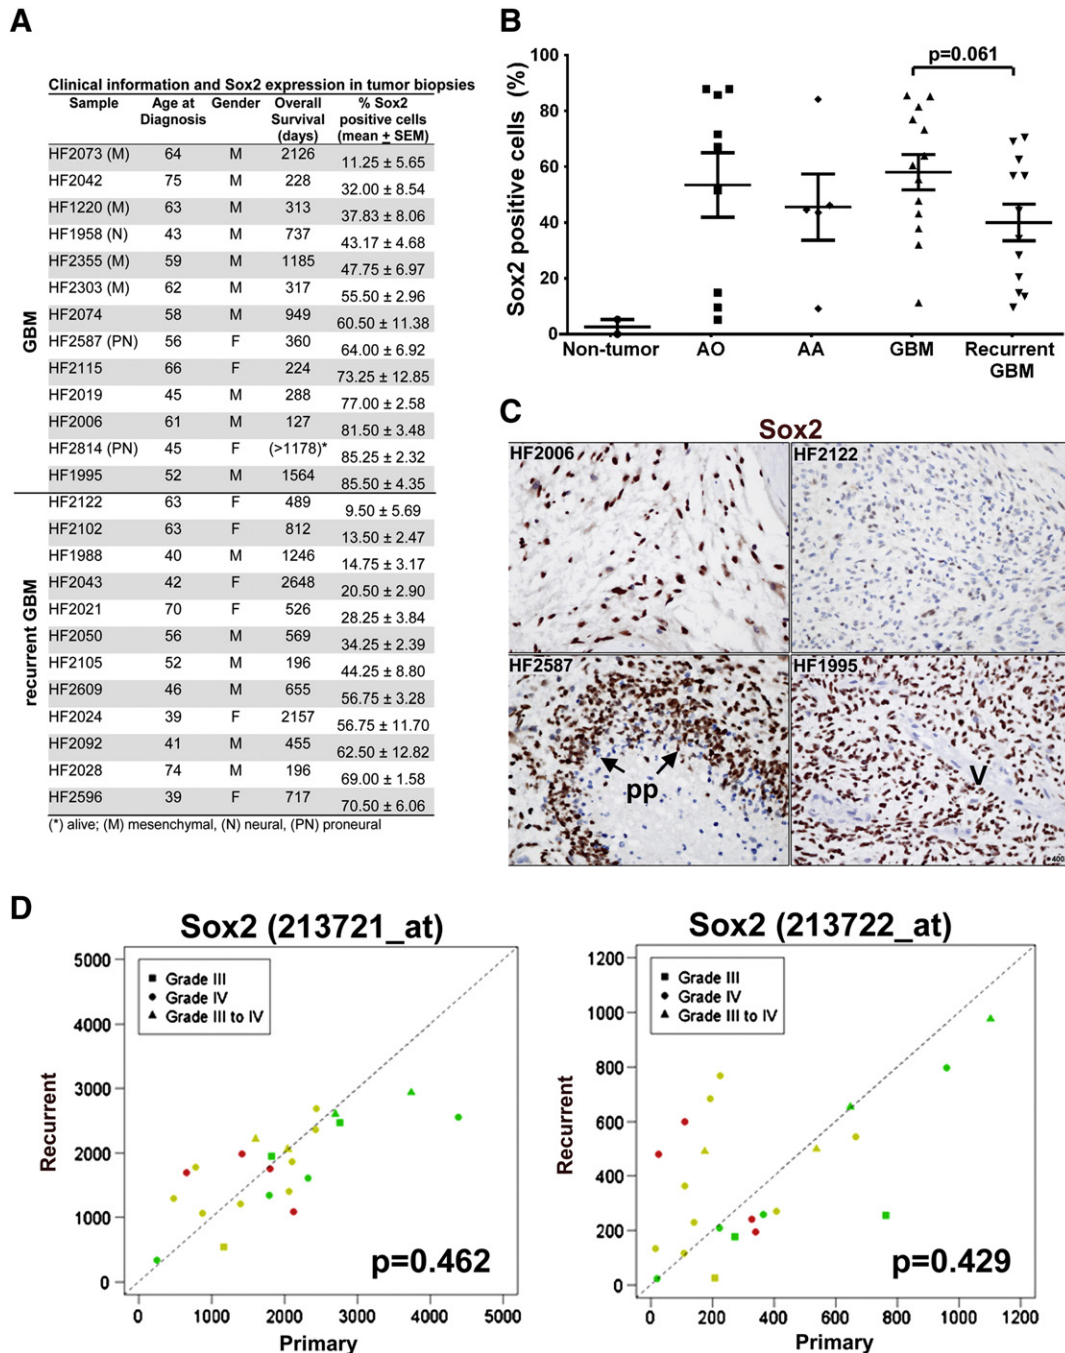 A
Clinical information and Sox2 expression in tumor biopsies
Sample Age at Diagnosis Gender Overall Survival (days) % Sox2 positive cells (mean ± SEM)
GBM
HF2073 (M) 64 M 2126 11.25 ± 5.65
HF2042 75 M 228 32.00 ± 8.54
HF1220 (M) 63 M 313 37.83 ± 8.06
HF1958 (N) 43 M 737 43.17 ± 4.68
HF2355 (M) 59 M 1185 47.75 ± 6.97
HF2303 (M) 62 M 317 55.50 ± 2.96
HF2074 58 M 949 60.50 ± 11.38
HF2587 (PN) 56 F 360 64.00 ± 6.92
HF2115 66 F 224 73.25 ± 12.85
HF2019 45 M 288 77.00 ± 2.58
HF2006 61 M 127 81.50 ± 3.48
HF2814 (PN) 45 F (>1178)* 85.25 ± 2.32
HF1995 52 M 1564 85.50 ± 4.35
recurrent GBM
HF2122 63 F 489 9.50 ± 5.69
HF2102 63 F 812 13.50 ± 2.47
HF1988 40 M 1246 14.75 ± 3.17
HF2043 42 F 2648 20.50 ± 2.90
HF2021 70 F 526 28.25 ± 3.84
HF2050 56 M 569 34.25 ± 2.39
HF2105 52 M 196 44.25 ± 8.80
HF2609 46 M 655 56.75 ± 3.28
HF2024 39 F 2157 56.75 ± 11.70
HF2092 41 M 455 62.50 ± 12.82
HF2028 74 M 196 69.00 ± 1.58
HF2596 39 F 717 70.50 ± 6.06
(*) alive; (M) mesenchymal, (N) neural, (PN) proneural
B
Sox2 positive cells (%)
100
80
60
40
20
0
p=0.061
Non-tumor AO AA GBM Recurrent GBM
C
Sox2
HF2006
HF2122
HF2587
pp
HF1995
V
400
D
Sox2 (213721_at)
Recurrent
5000
4000
3000
2000
1000
0
Grade III
Grade IV
Grade III to IV
p=0.462
0 1000 2000 3000 4000 5000
Primary
Sox2 (213722_at)
Recurrent
1200
1000
800
600
400
200
0
Grade III
Grade IV
Grade III to IV
p=0.429
0 200 400 600 800 1000 1200
Primary